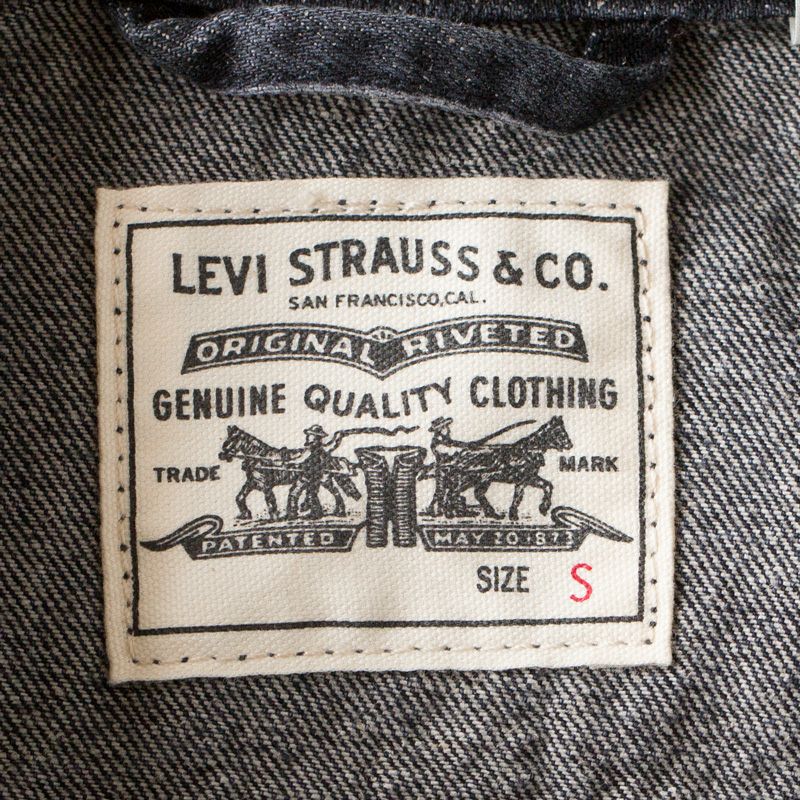 LEVI STRAUSS & CO.
SAN FRANCISCO, CAL.
ORIGINAL RIVETED
GENUINE QUALITY CLOTHING
TRADE MARK
PATENTED MAY 20 1873
SIZE S